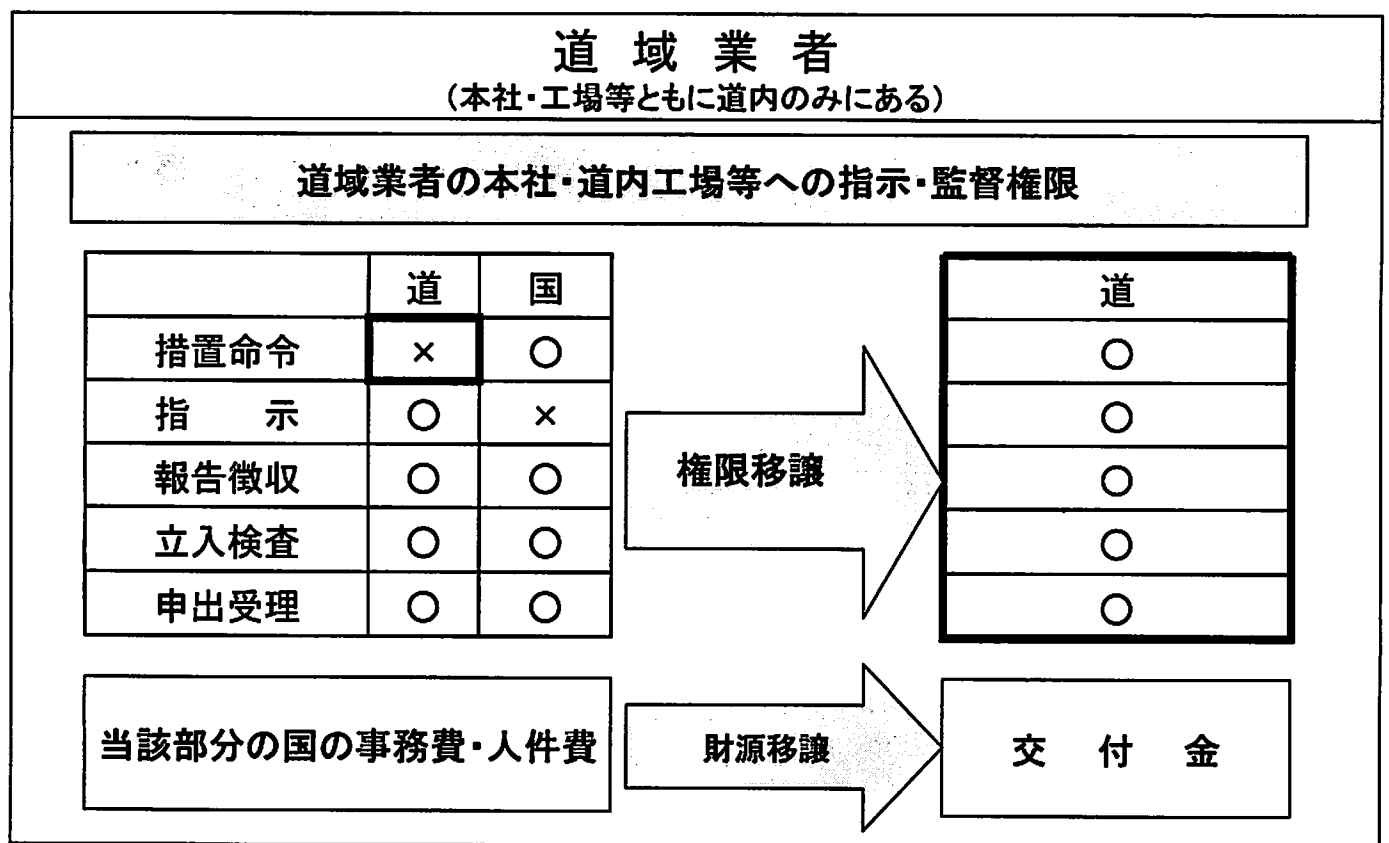 道域業者
(本社・工場等ともに道内のみにある)
道域業者の本社・道内工場等への指示・監督権限
道 国
措置命令 × ○
指示 ○ ×
報告徴収 ○ ○
立入検査 ○ ○
申出受理 ○ ○
権限移譲
道
○
○
○
○
○
当該部分の国の事務費・人件費
財源移譲
交付金